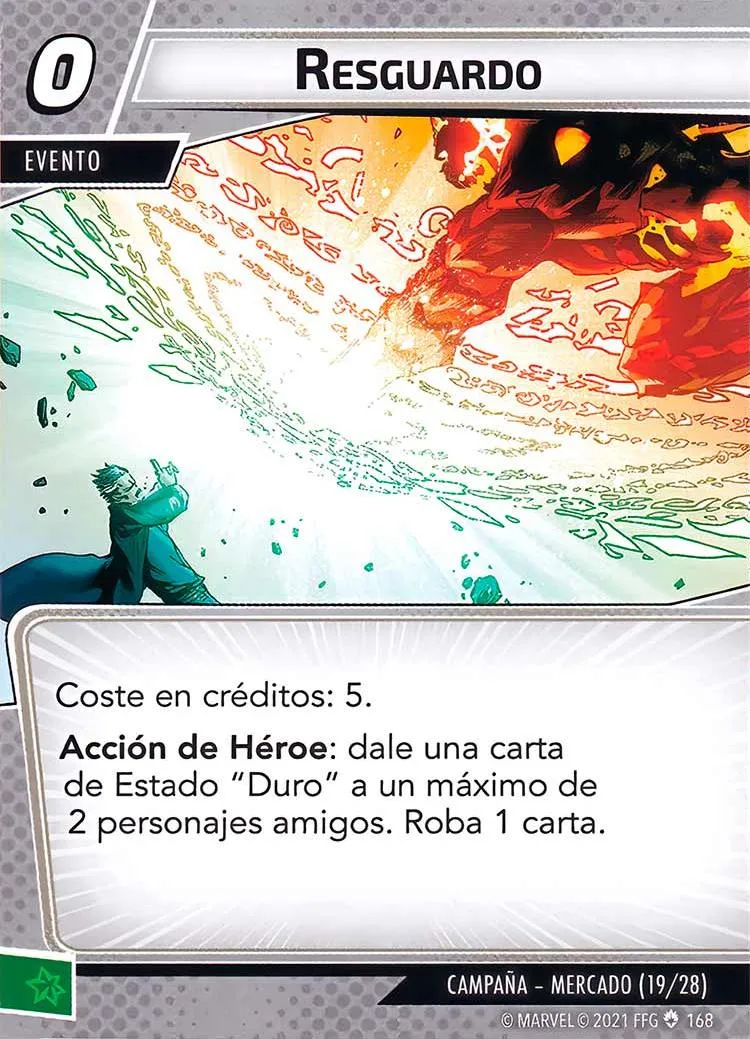 0
RESGUARDO
EVENTO
Coste en créditos: 5.
Acción de Héroe: dale una carta
de Estado “Duro” a un máximo de
2 personajes amigos. Roba 1 carta.
CAMPAÑA – MERCADO (19/28)
© MARVEL © 2021 FFG 168